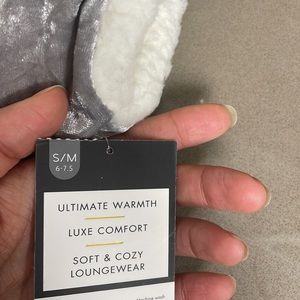 S/M
6-7.5
ULTIMATE WARMTH
LUXE COMFORT
SOFT & COZY
LOUNGEWEAR